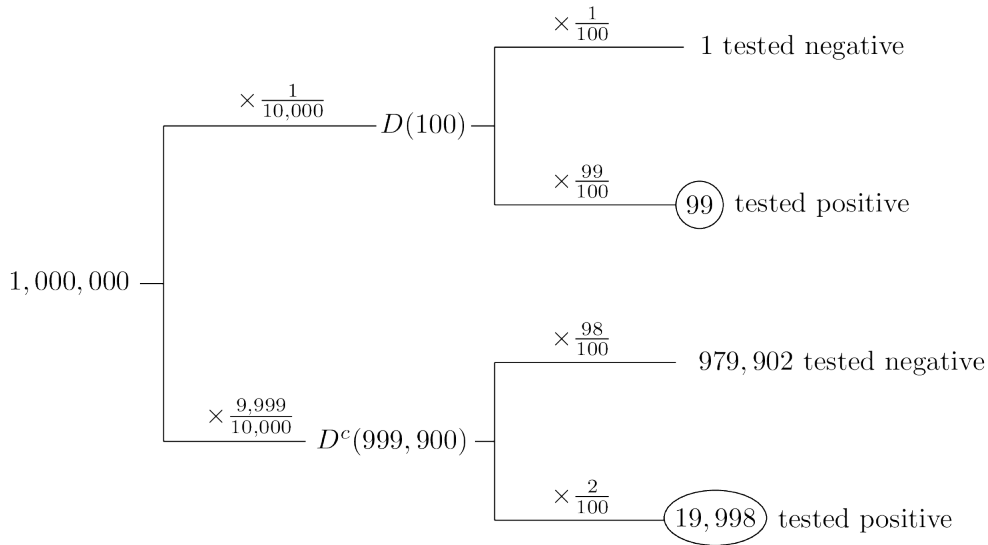 × 1/100
1 tested negative
× 1/10,000
D(100)
× 99/100
99 tested positive
1,000,000
× 98/100
979,902 tested negative
× 9,999/10,000
Dᶜ(999,900)
× 2/100
19,998 tested positive